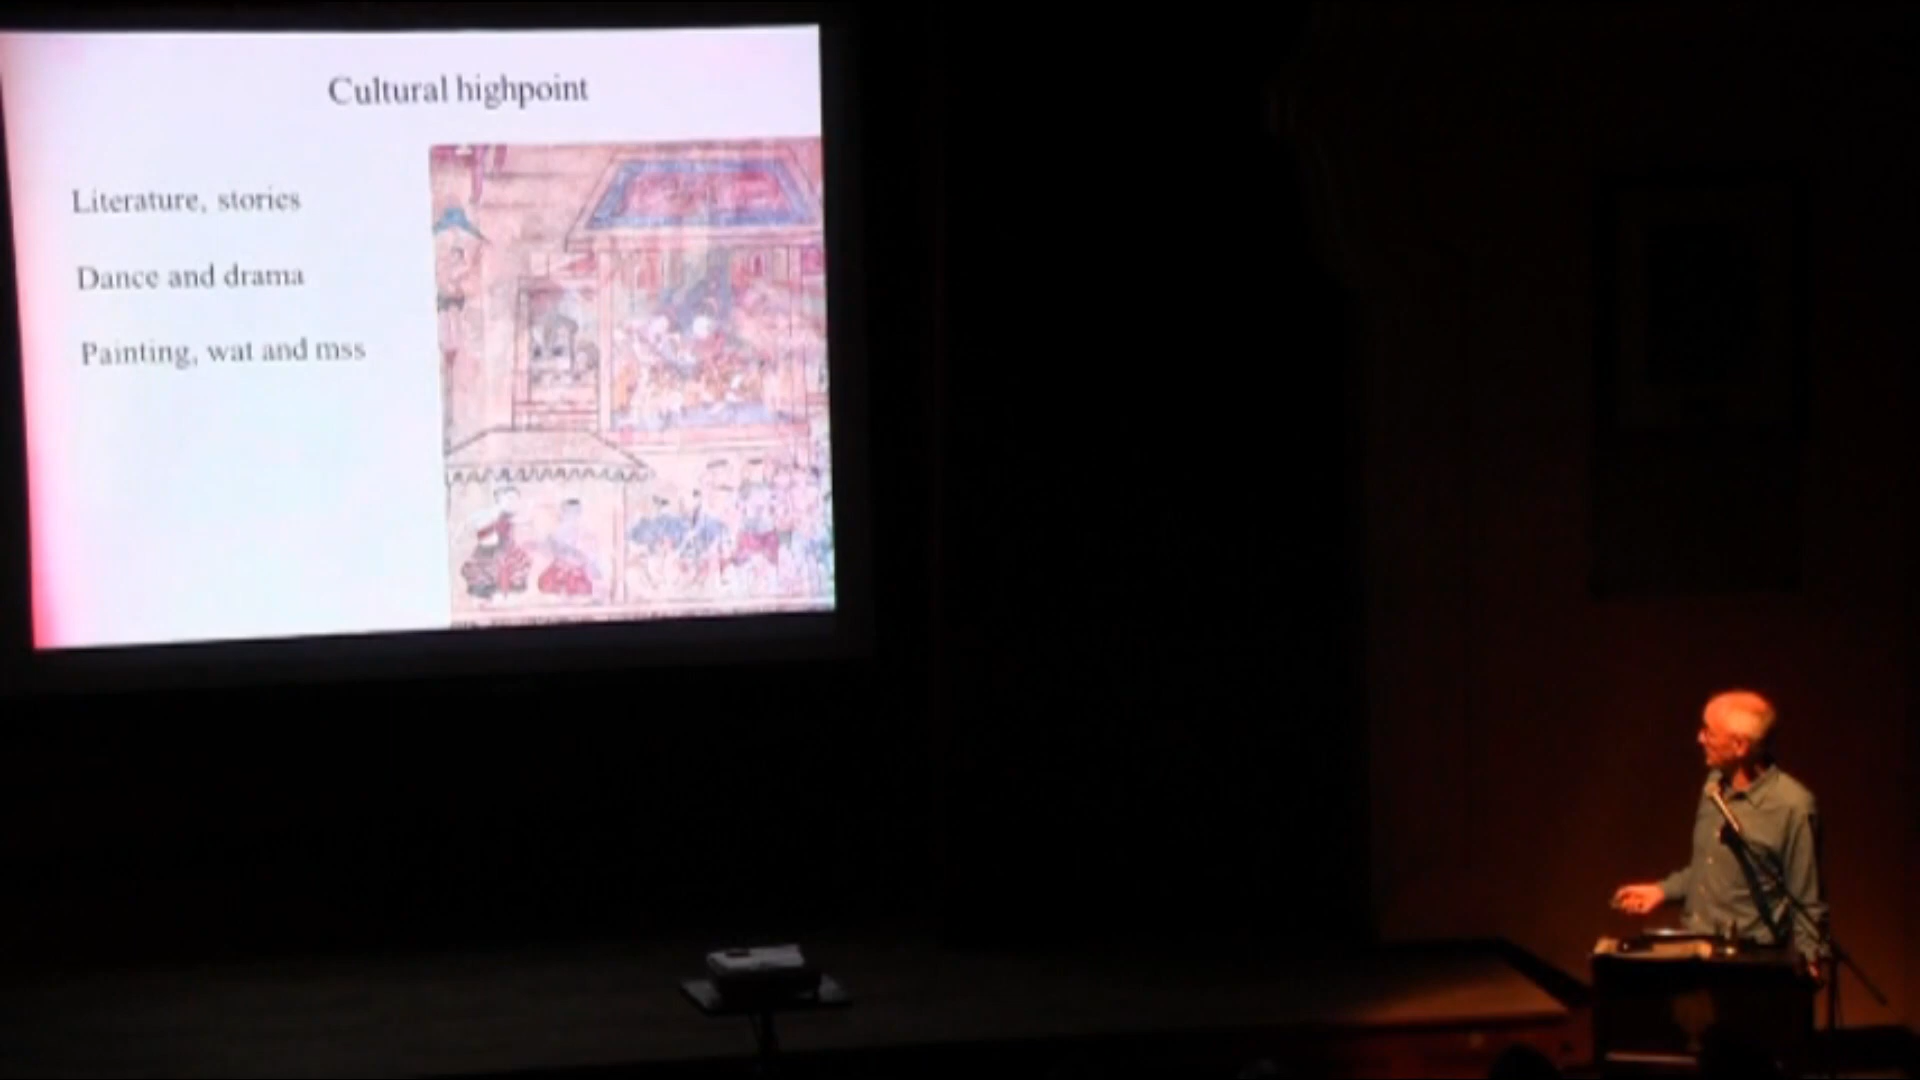 Cultural highpoint
Literature, stories
Dance and drama
Painting, wat and mss